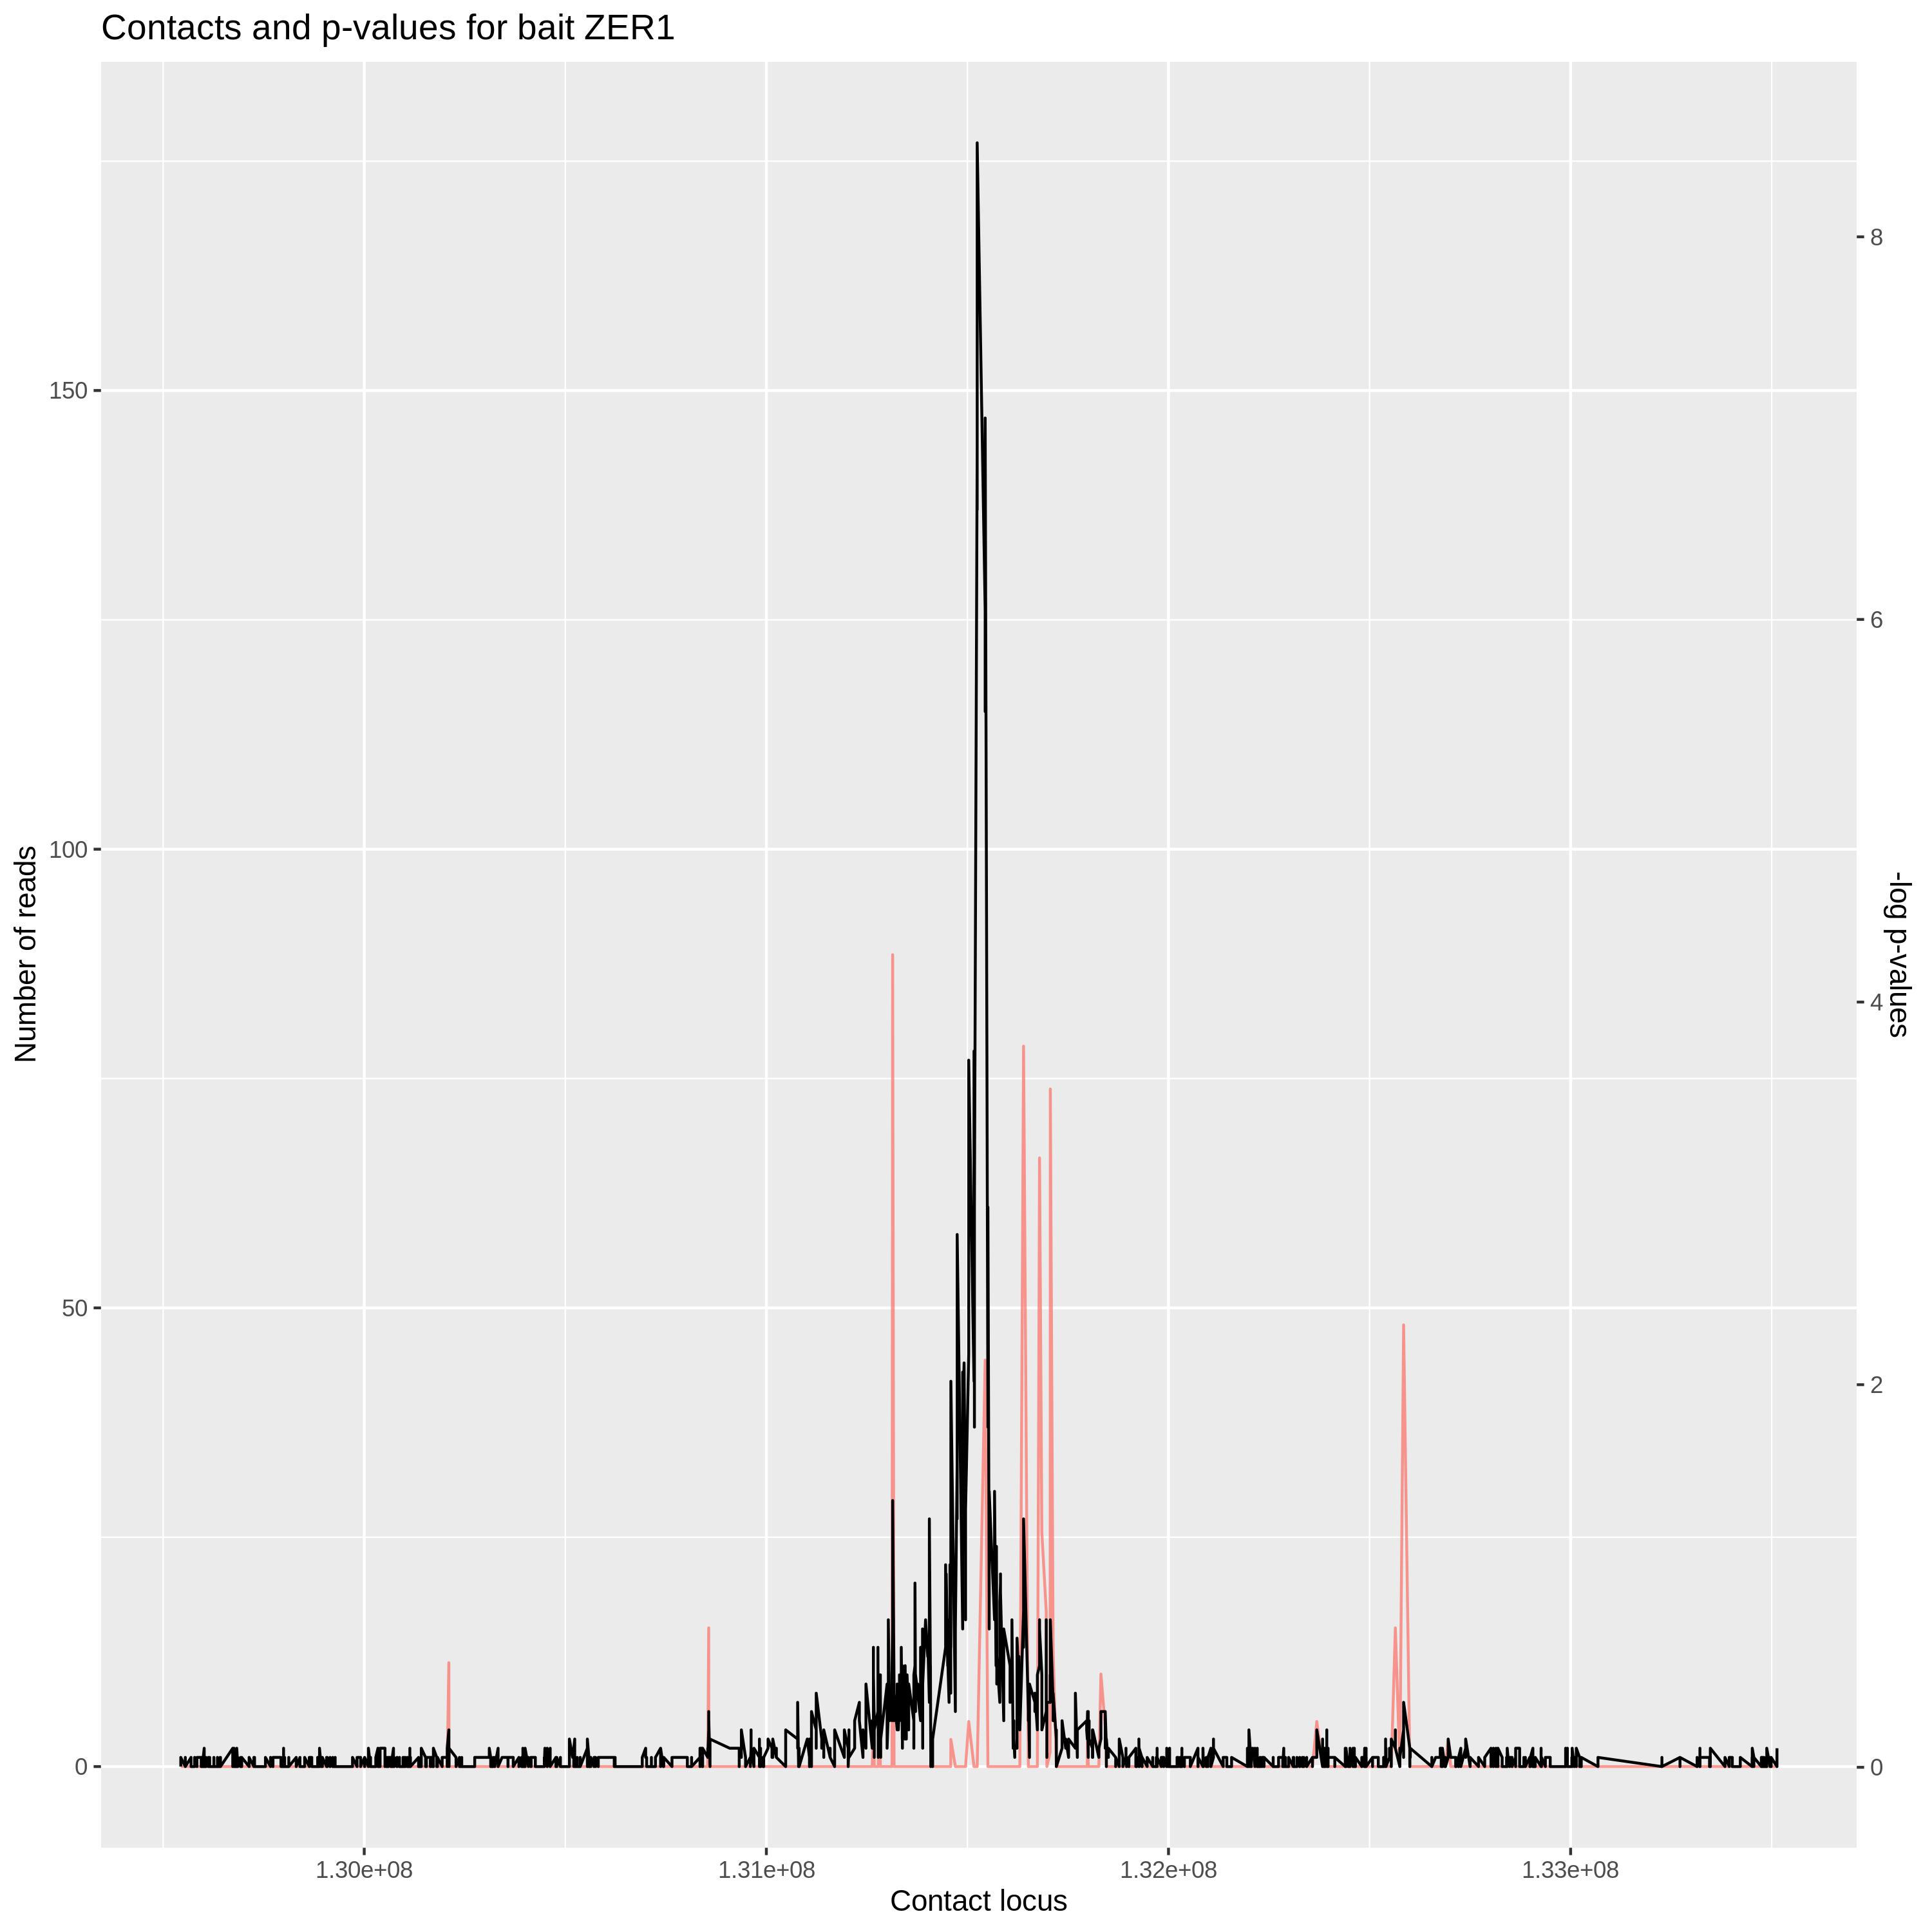 Contacts and p-values for bait ZER1
Number of reads
150
100
50
0
8
6
4
2
0
-log p-values
1.30e+08
1.31e+08
1.32e+08
1.33e+08
Contact locus